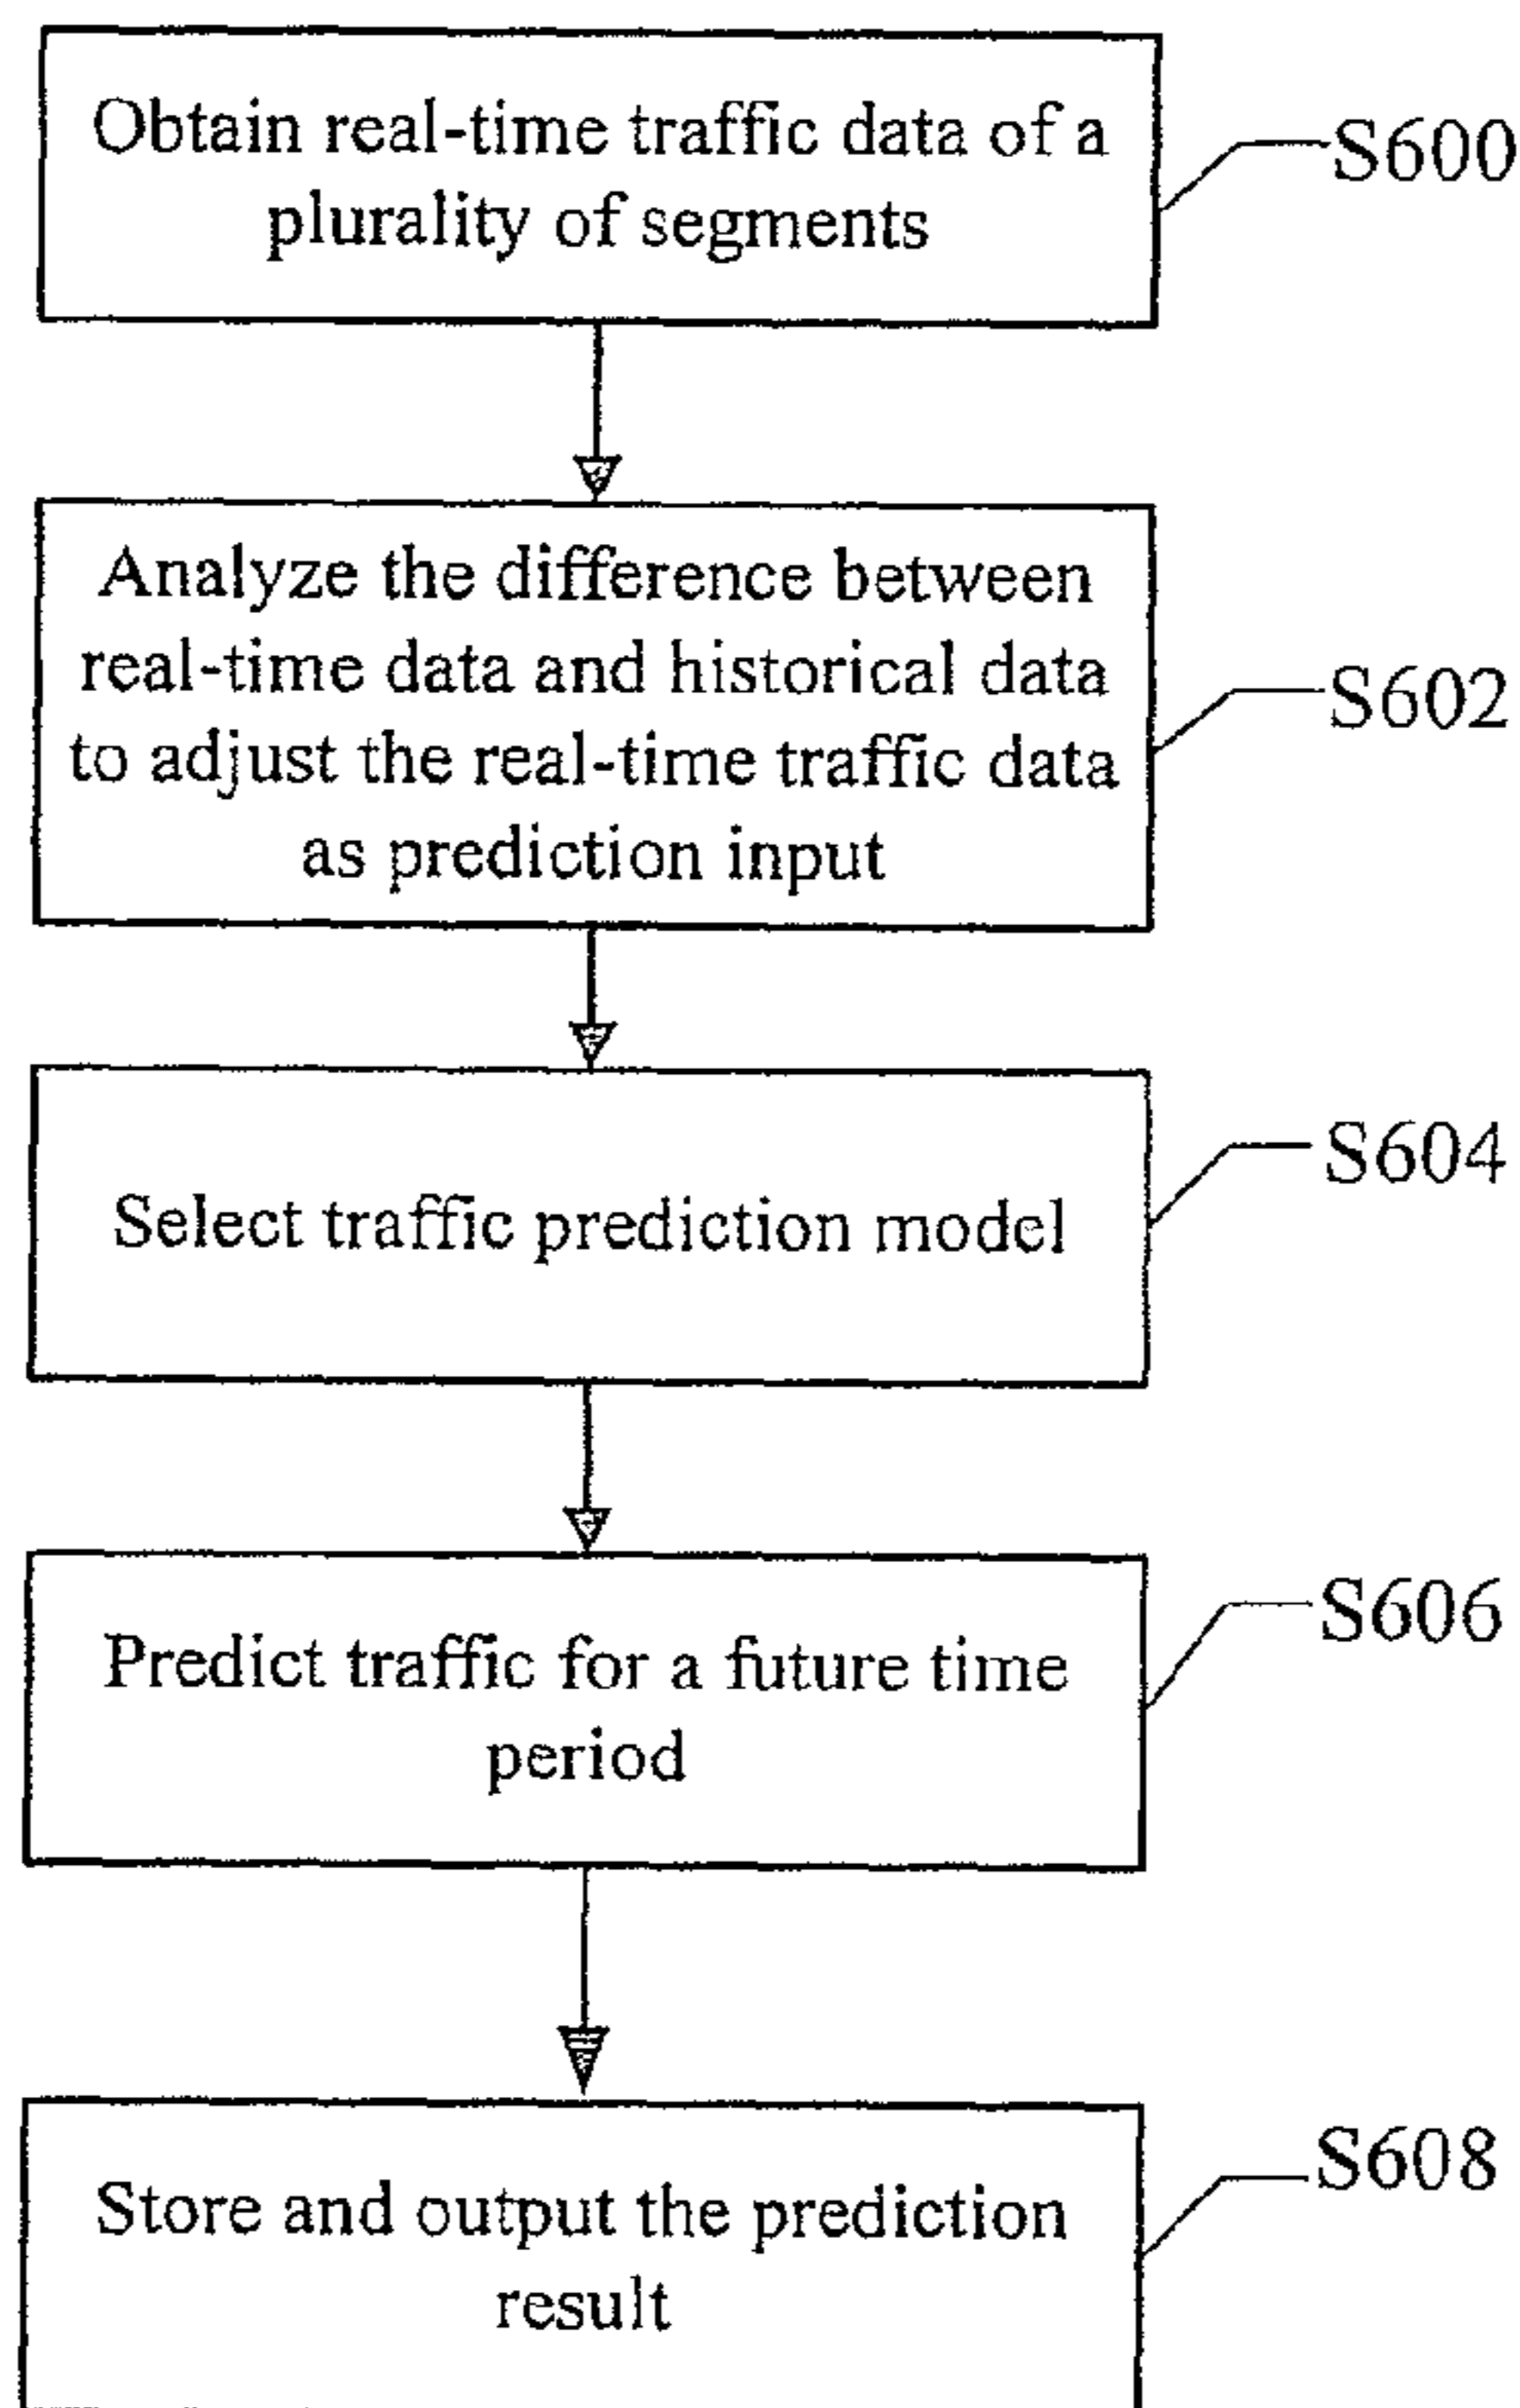 Obtain real-time traffic data of a
plurality of segments
S600
Analyze the difference between
real-time data and historical data
to adjust the real-time traffic data
as prediction input
S602
Select traffic prediction model
S604
Predict traffic for a future time
period
S606
Store and output the prediction
result
S608